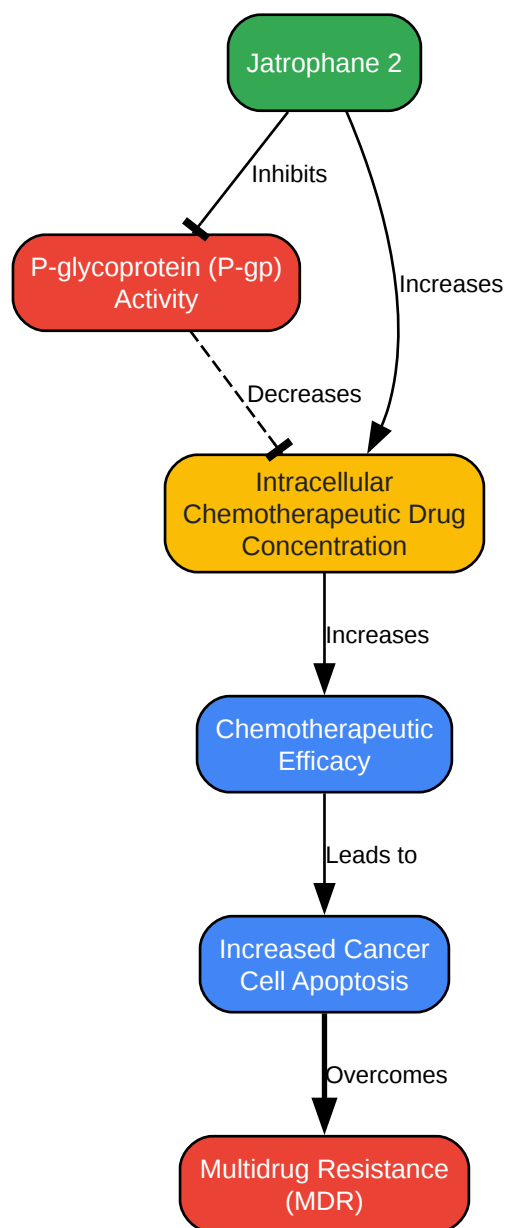 Jatrophane 2
Inhibits
P-glycoprotein (P-gp)
Activity
Increases
Decreases
Intracellular
Chemotherapeutic Drug
Concentration
Increases
Chemotherapeutic
Efficacy
Leads to
Increased Cancer
Cell Apoptosis
Overcomes
Multidrug Resistance
(MDR)